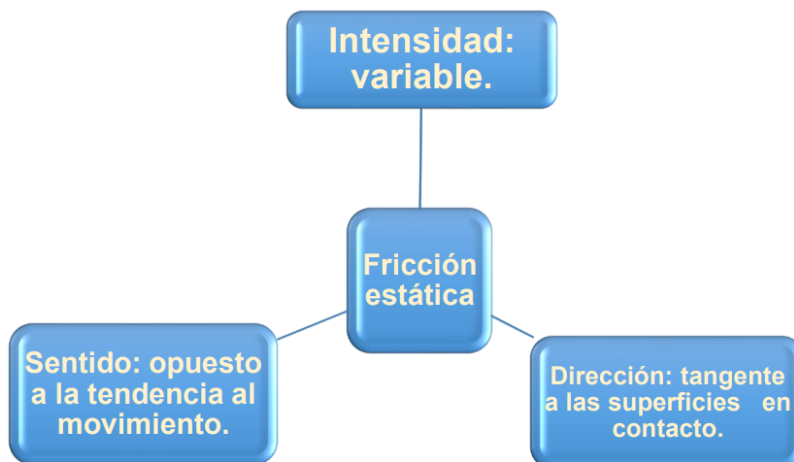 Intensidad:
variable.
Fricción
estática
Sentido: opuesto
a la tendencia al
movimiento.
Dirección: tangente
a las superficies en
contacto.